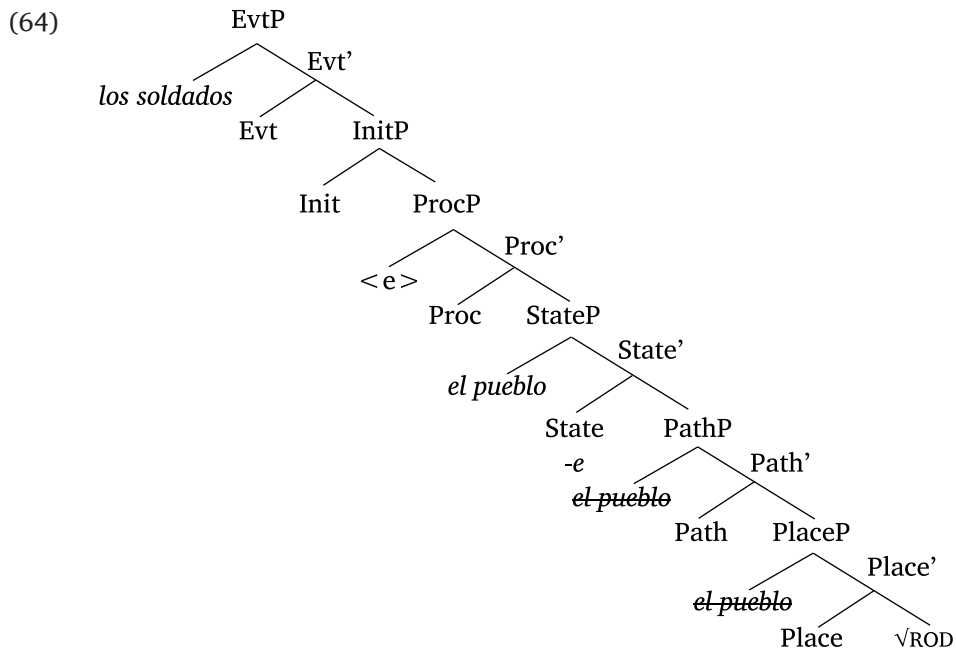 (64) EvtP
Evt’
los soldados
Evt InitP
Init ProcP
Proc’
<e>
Proc StateP
State’
el pueblo
State PathP
-e Path’
el pueblo
Path PlaceP
Place’
el pueblo
Place √ROD